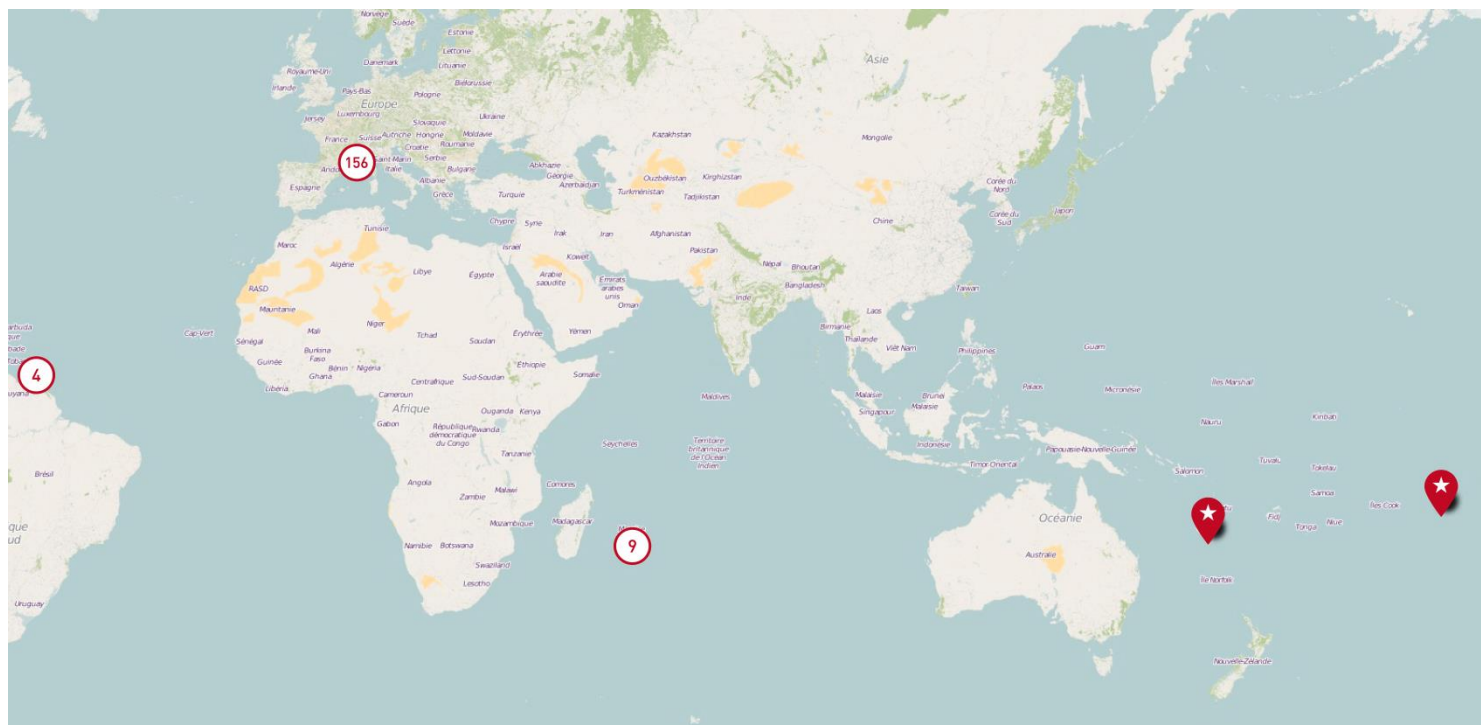 Norvège
Suède
Estonie
Lettonie
Lituanie
Danemark
Royaume-Uni
Irlande
Biélorussie
Pays-Bas
Pologne
Europe
Luxembourg
Jersey
Slovaquie
Ukraine
France
Suisse
Autriche
Hongrie
Moldavie
Croatie
Roumanie
156
Saint-Marin
Serbie
Italie
Bulgarie
Albanie
Espagne
Grèce
Turquie
Abkhazie
Géorgie
Azerbaïdjan
Asie
Kazakhstan
Mongolie
Ouzbékistan
Kirghizstan
Turkménistan
Tadjikistan
Corée du
Nord
Corée du
Sud
Japon
Chine
Chypre
Syrie
Israël
Irak
Iran
Afghanistan
Koweït
Pakistan
Népal
Bhoutan
Bangladesh
Inde
Taïwan
Tunisie
Maroc
Algérie
Libye
Égypte
Arabie
saoudite
Émirats
arabes
unis
Oman
RASD
Mauritanie
Mali
Niger
Tchad
Soudan
Érythrée
Yémen
Cap-Vert
Sénégal
Guinée
Burkina
Faso
Bénin
Nigéria
Ghana
Libéria
Cameroun
Centrafrique
Sud-Soudan
Éthiopie
Somalie
Afrique
Gabon
Ouganda
Kenya
République
démocratique
du Congo
Rwanda
Tanzanie
Seychelles
Maldives
Territoire
britannique
de l'Océan
Indien
Birmanie
Laos
Thaïlande
Viêt Nam
Philippines
Guam
Malaisie
Singapour
Brunei
Malaisie
Indonésie
Palaos
Micronésie
Îles Marshall
Nauru
Kiribati
Timor Oriental
Papouasie-Nouvelle-Guinée
Salomon
Tuvalu
Tokelau
Samoa
Îles Cook
Fidji
Tonga
Niue
Angola
Zambie
Malawi
Comores
Mozambique
Madagascar
9
Namibie
Botswana
Swaziland
Lesotho
Océanie
Australie
Île Norfolk
Nouvelle-Zélande
4
Brésil
Uruguay